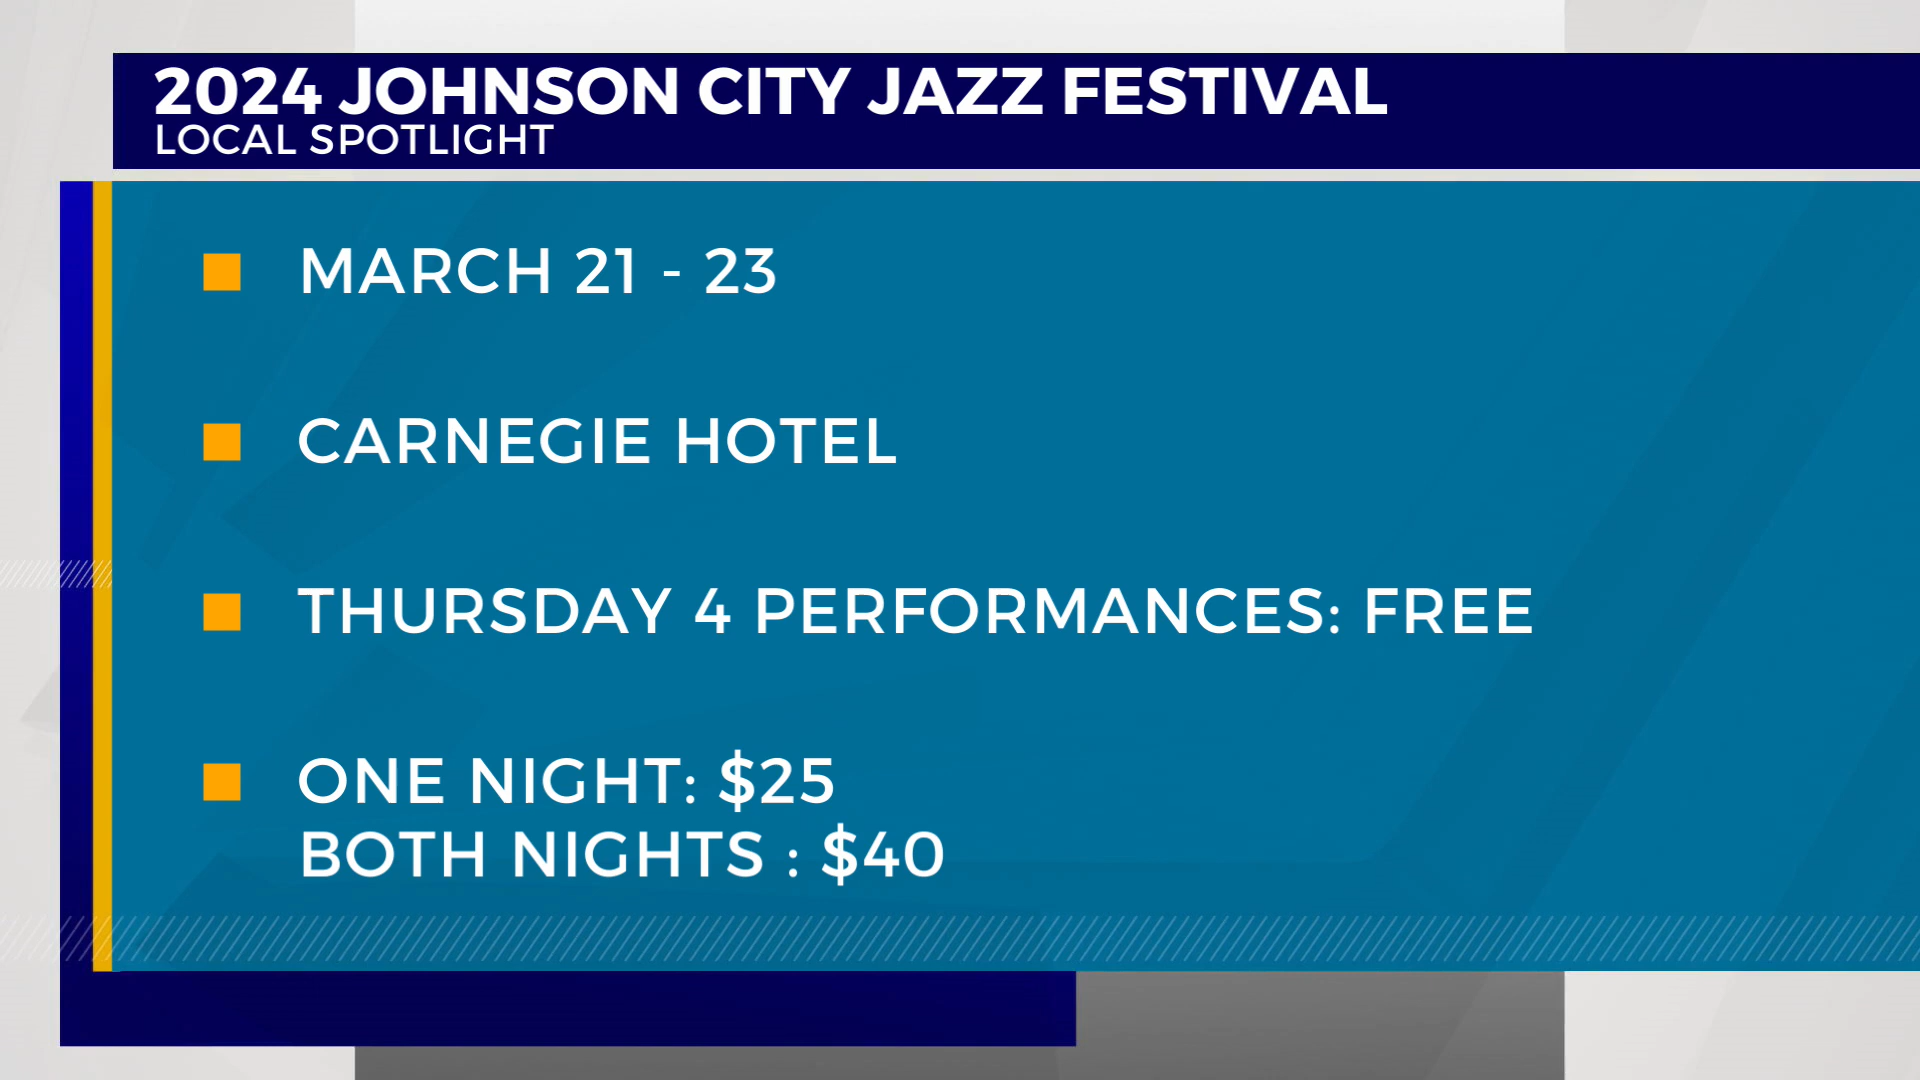 2024 JOHNSON CITY JAZZ FESTIVAL
LOCAL SPOTLIGHT
MARCH 21 - 23
CARNEGIE HOTEL
THURSDAY 4 PERFORMANCES: FREE
ONE NIGHT: $25
BOTH NIGHTS : $40